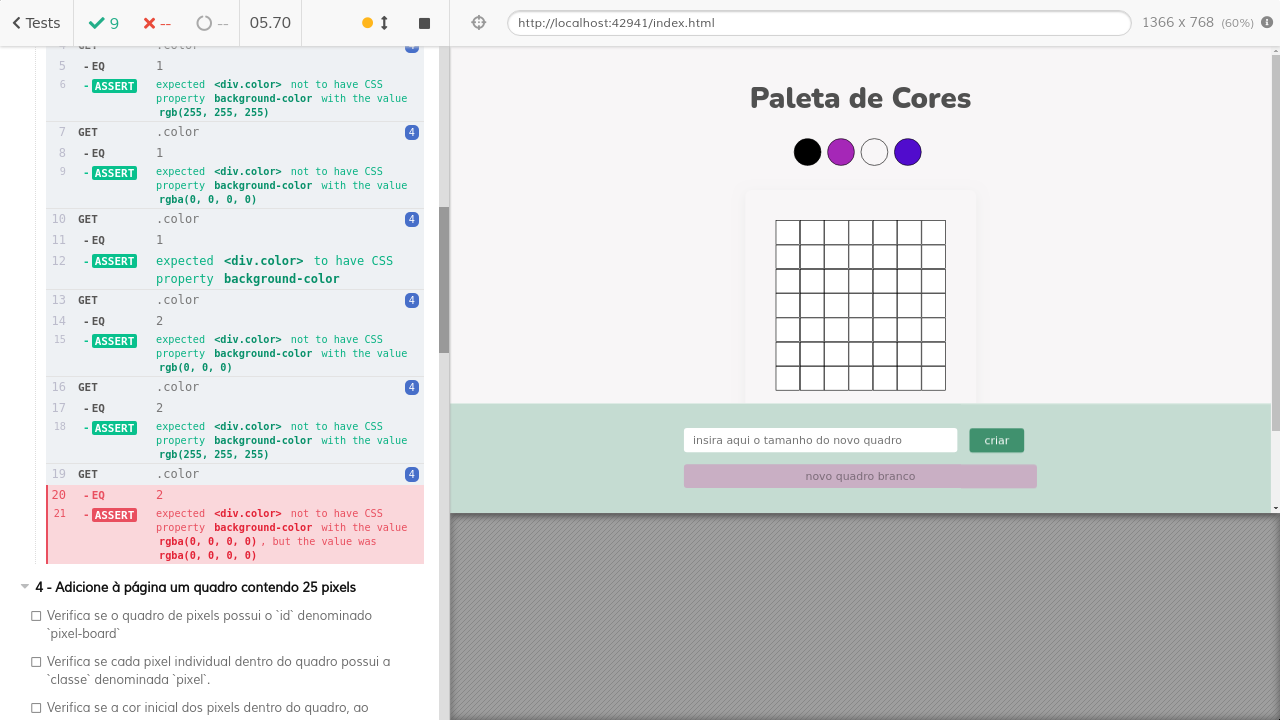 Tests
9
--
--
05.70
http://localhost:42941/index.html
1366 x 768 (60%)
4 GET .color 4
5 -EQ 1
6 -ASSERT expected <div.color> not to have CSS
property background-color with the value
rgb(255, 255, 255)
7 GET .color 4
8 -EQ 1
9 -ASSERT expected <div.color> not to have CSS
property background-color with the value
rgba(0, 0, 0, 0)
10 GET .color 4
11 -EQ 1
12 -ASSERT expected <div.color> to have CSS
property background-color
13 GET .color 4
14 -EQ 2
15 -ASSERT expected <div.color> not to have CSS
property background-color with the value
rgb(0, 0, 0)
16 GET .color 4
17 -EQ 2
18 -ASSERT expected <div.color> not to have CSS
property background-color with the value
rgb(255, 255, 255)
19 GET .color 4
20 -EQ 2
21 -ASSERT expected <div.color> not to have CSS
property background-color with the value
rgba(0, 0, 0, 0), but the value was
rgba(0, 0, 0, 0)
4 - Adicione à página um quadro contendo 25 pixels
Verifica se o quadro de pixels possui o `id` denominado
`pixel-board`
Verifica se cada pixel individual dentro do quadro possui a
`classe` denominada `pixel`.
Verifica se a cor inicial dos pixels dentro do quadro, ao
Paleta de Cores
insira aqui o tamanho do novo quadro
criar
novo quadro branco